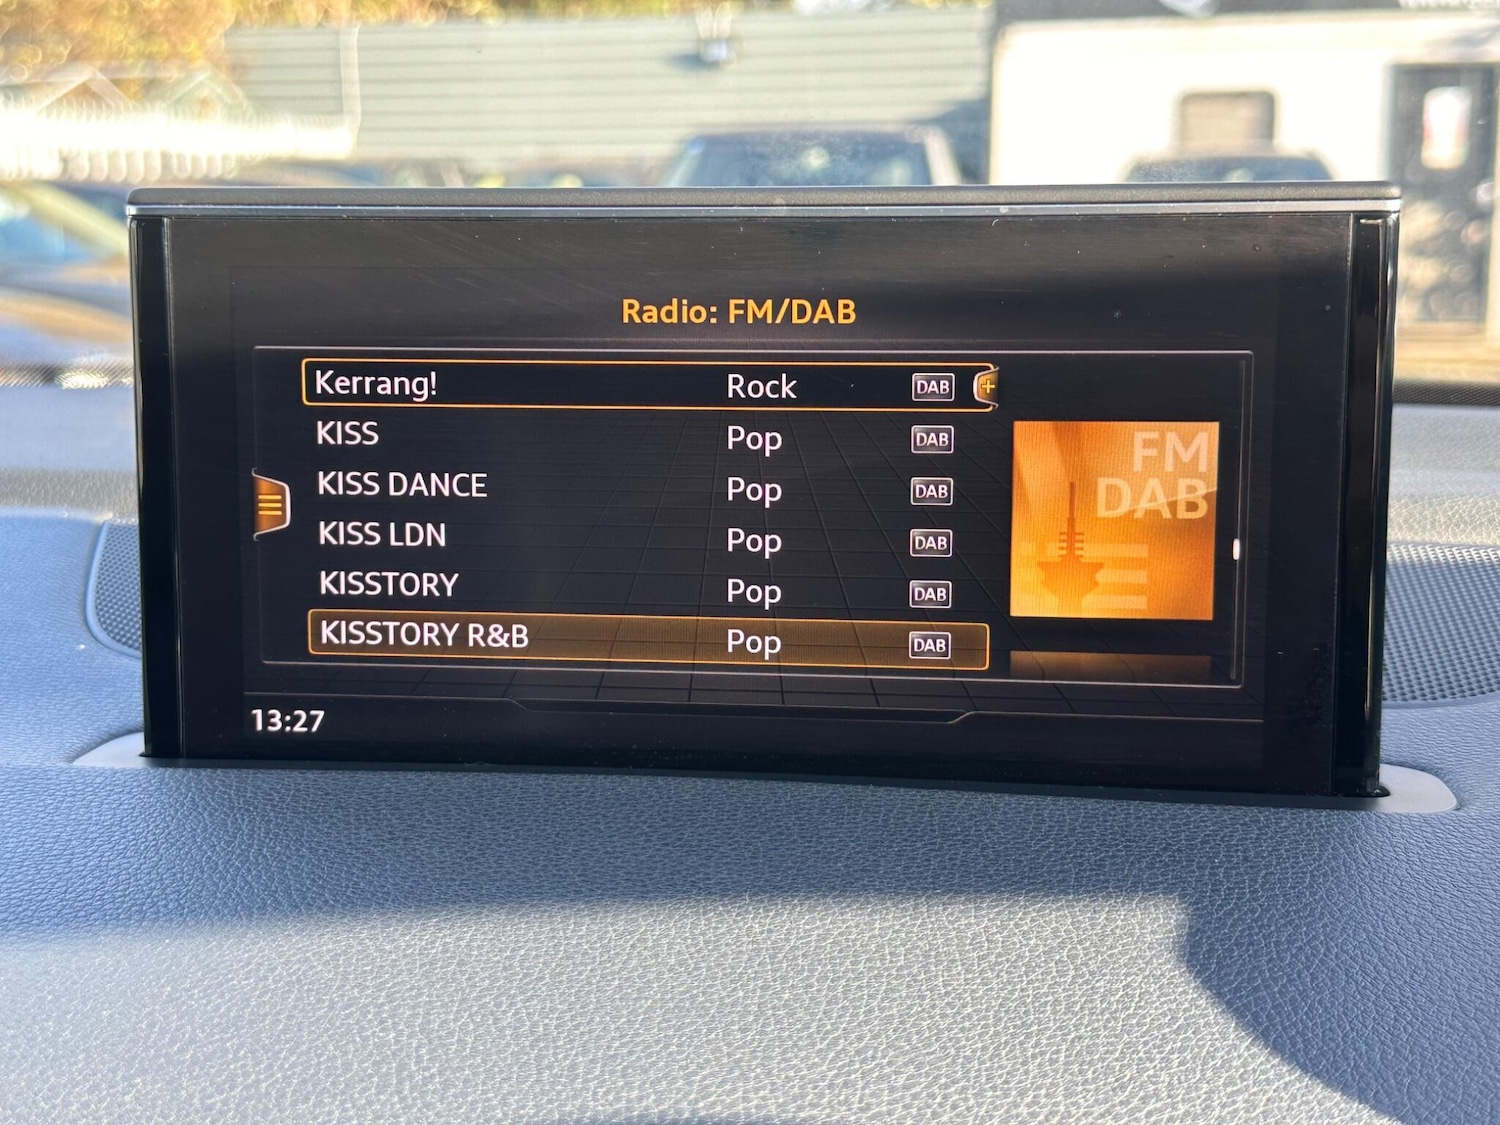 Radio: FM/DAB
Kerrang! Rock DAB +
KISS Pop DAB
KISS DANCE Pop DAB
KISS LDN Pop DAB
KISSTORY Pop DAB
KISSTORY R&B Pop DAB
FM
DAB
13:27